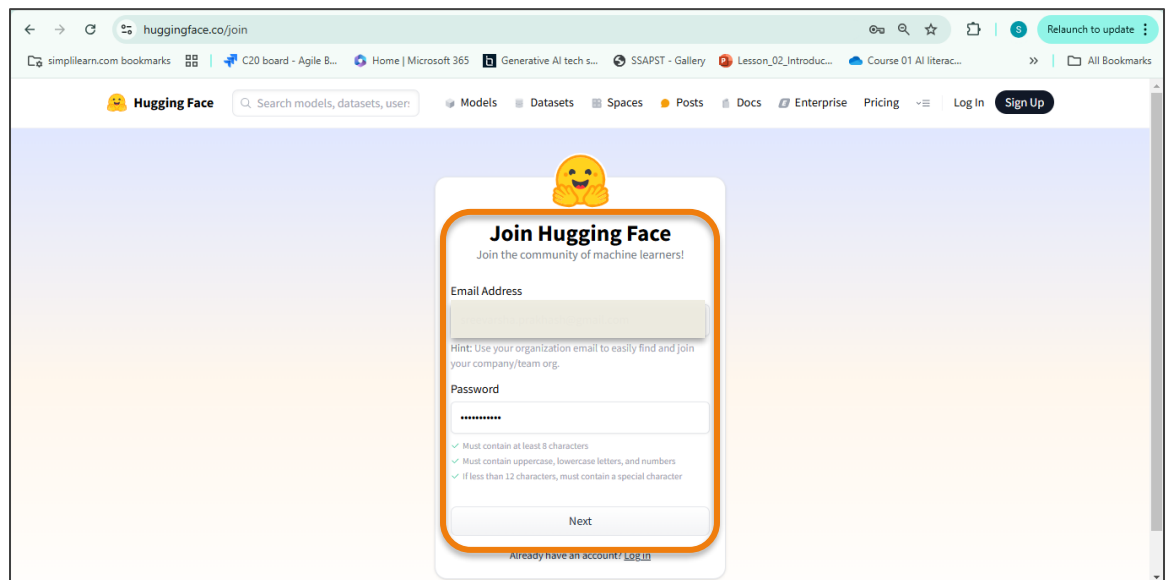 huggingface.co/join
S
Relaunch to update
simplilearn.com bookmarks
C20 board - Agile B...
Home | Microsoft 365
Generative AI tech s...
SSAPST - Gallery
Lesson_02_Introduc...
Course 01 AI literac...
»
All Bookmarks
Hugging Face
Search models, datasets, users
Models
Datasets
Spaces
Posts
Docs
Enterprise
Pricing
Log In
Sign Up
Join Hugging Face
Join the community of machine learners!
Email Address
Hint: Use your organization email to easily find and join
your company/team org.
Password
•••••••••••
Must contain at least 8 characters
Must contain uppercase, lowercase letters, and numbers
If less than 12 characters, must contain a special character
Next
Already have an account? Log in